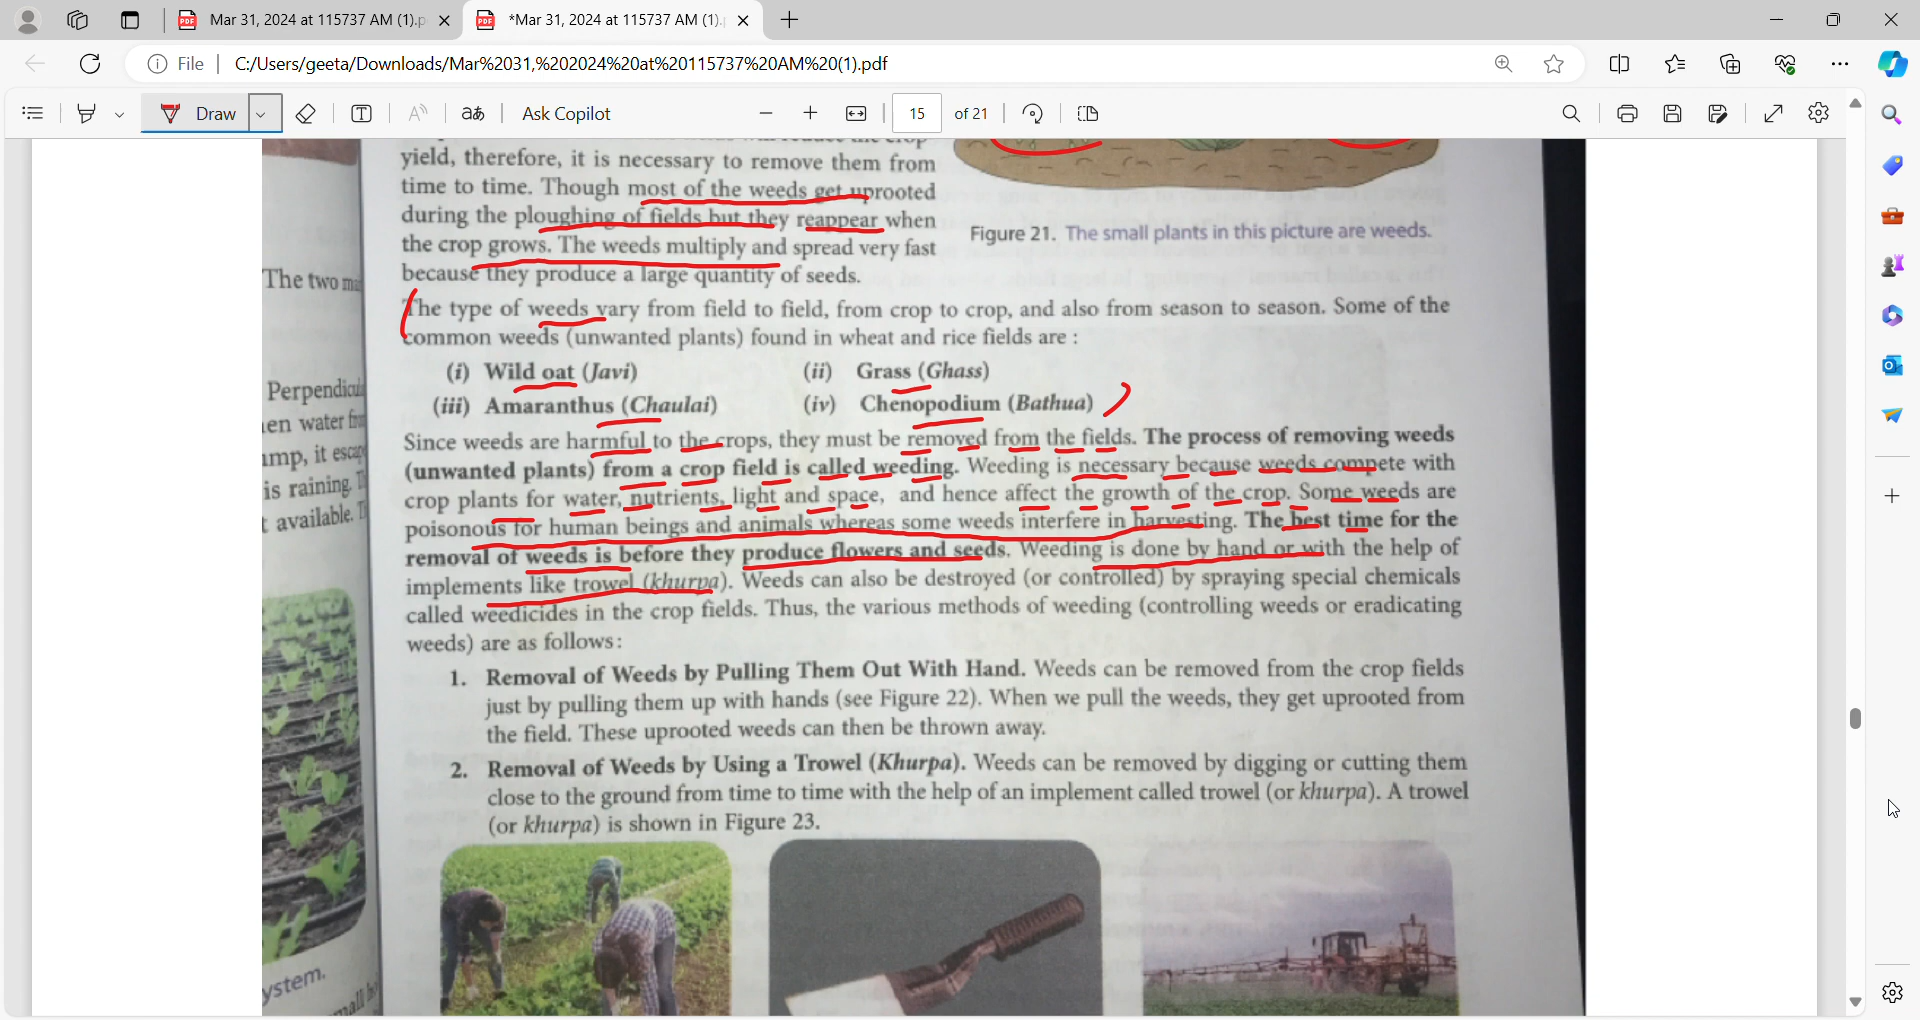 Mar 31, 2024 at 115737 AM (1).p
*Mar 31, 2024 at 115737 AM (1).
File
C:/Users/geeta/Downloads/Mar%2031,%202024%20at%20115737%20AM%20(1).pdf
Draw
Ask Copilot
15
of 21
yield, therefore, it is necessary to remove them from
time to time. Though most of the weeds get uprooted
during the ploughing of fields but they reappear when
the crop grows. The weeds multiply and spread very fast
because they produce a large quantity of seeds.
Figure 21. The small plants in this picture are weeds.
The type of weeds vary from field to field, from crop to crop, and also from season to season. Some of the
common weeds (unwanted plants) found in wheat and rice fields are :
(i) Wild oat (Javi)
(ii) Grass (Ghass)
(iii) Amaranthus (Chaulai)
(iv) Chenopodium (Bathua)
Since weeds are harmful to the crops, they must be removed from the fields. The process of removing weeds
(unwanted plants) from a crop field is called weeding. Weeding is necessary because weeds compete with
crop plants for water, nutrients, light and space, and hence affect the growth of the crop. Some weeds are
poisonous for human beings and animals whereas some weeds interfere in harvesting. The best time for the
removal of weeds is before they produce flowers and seeds. Weeding is done by hand or with the help of
implements like trowel (khurpa). Weeds can also be destroyed (or controlled) by spraying special chemicals
called weedicides in the crop fields. Thus, the various methods of weeding (controlling weeds or eradicating
weeds) are as follows:
1. Removal of Weeds by Pulling Them Out With Hand. Weeds can be removed from the crop fields
just by pulling them up with hands (see Figure 22). When we pull the weeds, they get uprooted from
the field. These uprooted weeds can then be thrown away.
2. Removal of Weeds by Using a Trowel (Khurpa). Weeds can be removed by digging or cutting them
close to the ground from time to time with the help of an implement called trowel (or khurpa). A trowel
(or khurpa) is shown in Figure 23.
The two
water
it
is raining.
available.
ystem.